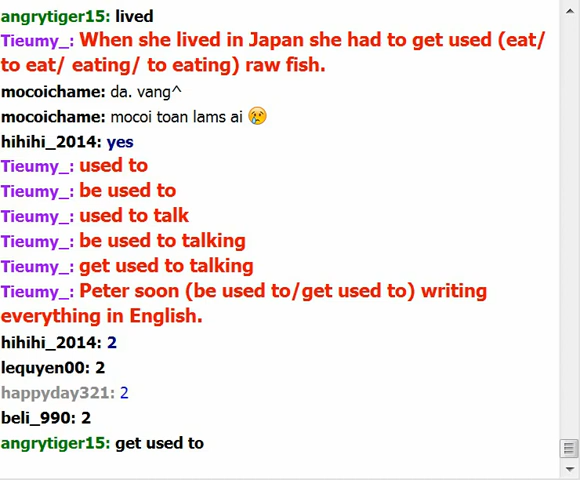 angrytiger15: lived
Tieumy_: When she lived in Japan she had to get used (eat/
to eat/ eating/ to eating) raw fish.
mocoichame: da. vang^
mocoichame: mocoi toan lams ai 😢
hihihi_2014: yes
Tieumy_: used to
Tieumy_: be used to
Tieumy_: used to talk
Tieumy_: be used to talking
Tieumy_: get used to talking
Tieumy_: Peter soon (be used to/get used to) writing
everything in English.
hihihi_2014: 2
lequyen00: 2
happyday321: 2
beli_990: 2
angrytiger15: get used to